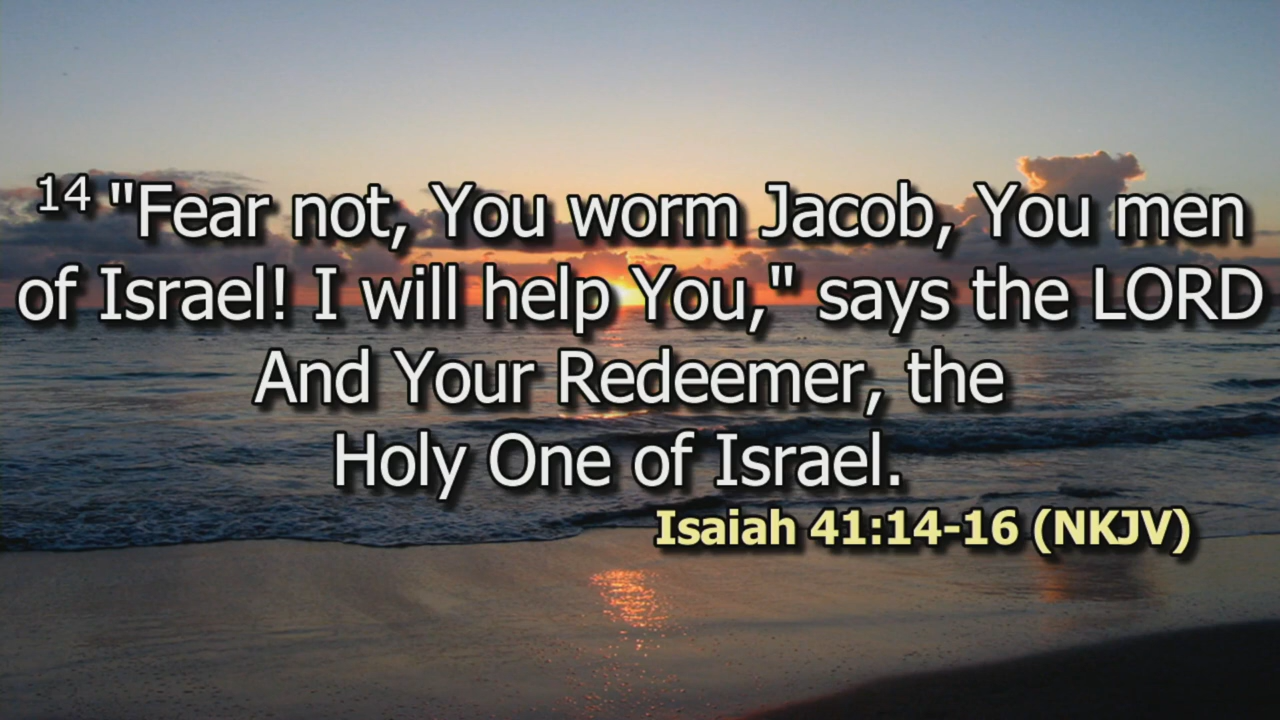 14 "Fear not, You worm Jacob, You men
of Israel! I will help You," says the LORD
And Your Redeemer, the
Holy One of Israel.
Isaiah 41:14-16 (NKJV)